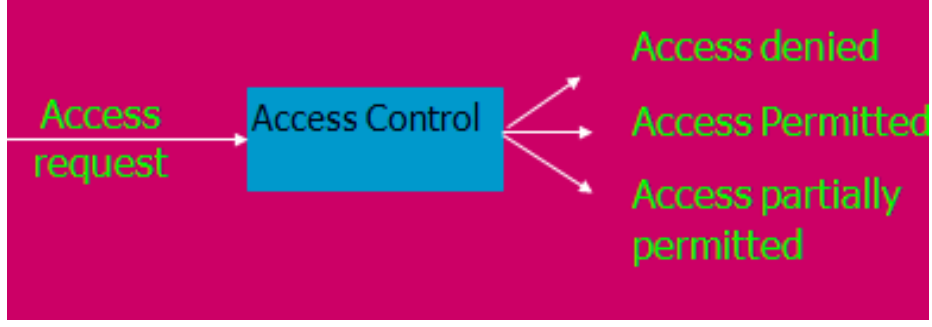 Access
request
Access Control
Access denied
Access Permitted
Access partially
permitted